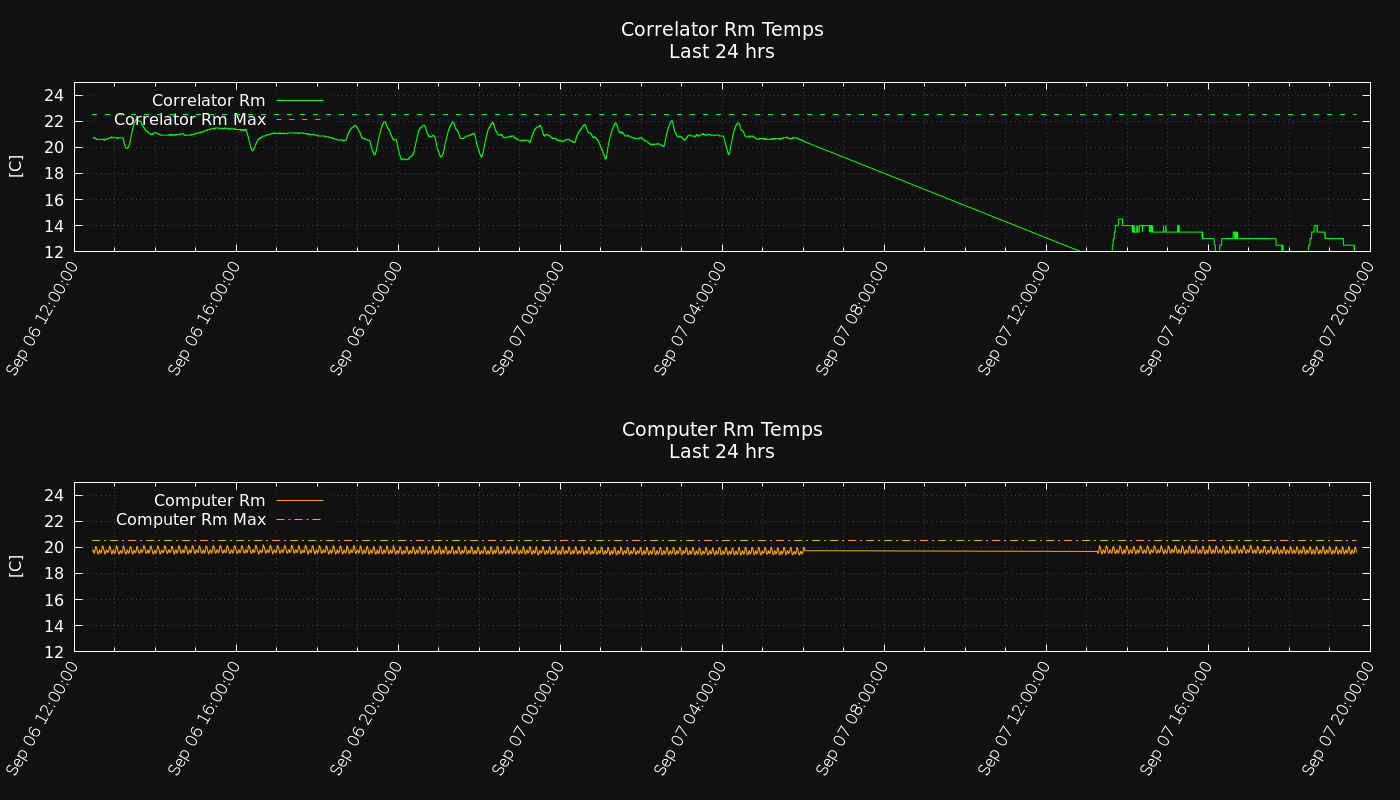 Correlator Rm Temps
Last 24 hrs
Correlator Rm
Correlator Rm Max
[C]
24
22
20
18
16
14
12
Sep 06 12:00:00
Sep 06 16:00:00
Sep 06 20:00:00
Sep 07 00:00:00
Sep 07 04:00:00
Sep 07 08:00:00
Sep 07 12:00:00
Sep 07 16:00:00
Sep 07 20:00:00
Computer Rm Temps
Last 24 hrs
Computer Rm
Computer Rm Max
[C]
24
22
20
18
16
14
12
Sep 06 12:00:00
Sep 06 16:00:00
Sep 06 20:00:00
Sep 07 00:00:00
Sep 07 04:00:00
Sep 07 08:00:00
Sep 07 12:00:00
Sep 07 16:00:00
Sep 07 20:00:00